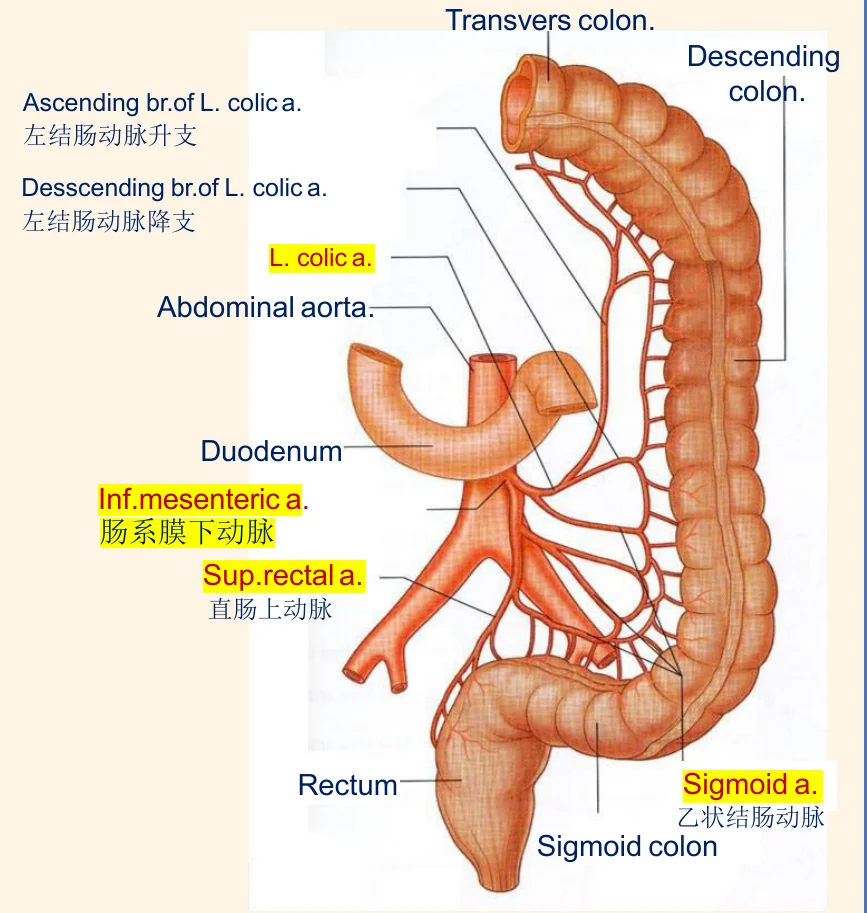 Transvers colon.
Descending
colon.
Ascending br.of L. colic a.
左结肠动脉升支
Desscending br.of L. colic a.
左结肠动脉降支
L. colic a.
Abdominal aorta.
Duodenum
Inf.mesenteric a.
肠系膜下动脉
Sup.rectal a.
直肠上动脉
Rectum
Sigmoid a.
乙状结肠动脉
Sigmoid colon